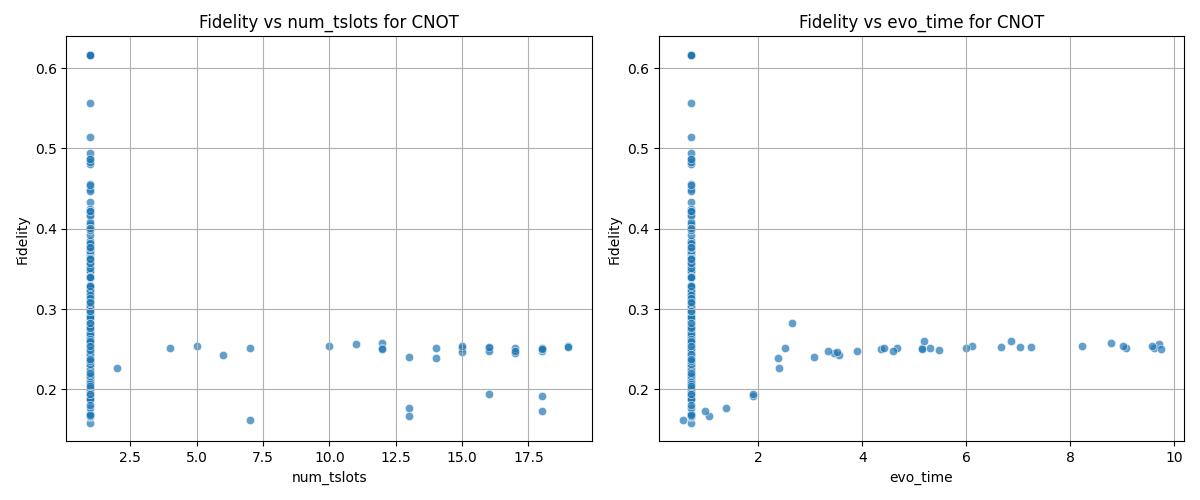 Fidelity vs num_tslots for CNOT
Fidelity
0.6
0.5
0.4
0.3
0.2
2.5 5.0 7.5 10.0 12.5 15.0 17.5
num_tslots
Fidelity vs evo_time for CNOT
Fidelity
0.6
0.5
0.4
0.3
0.2
2 4 6 8 10
evo_time